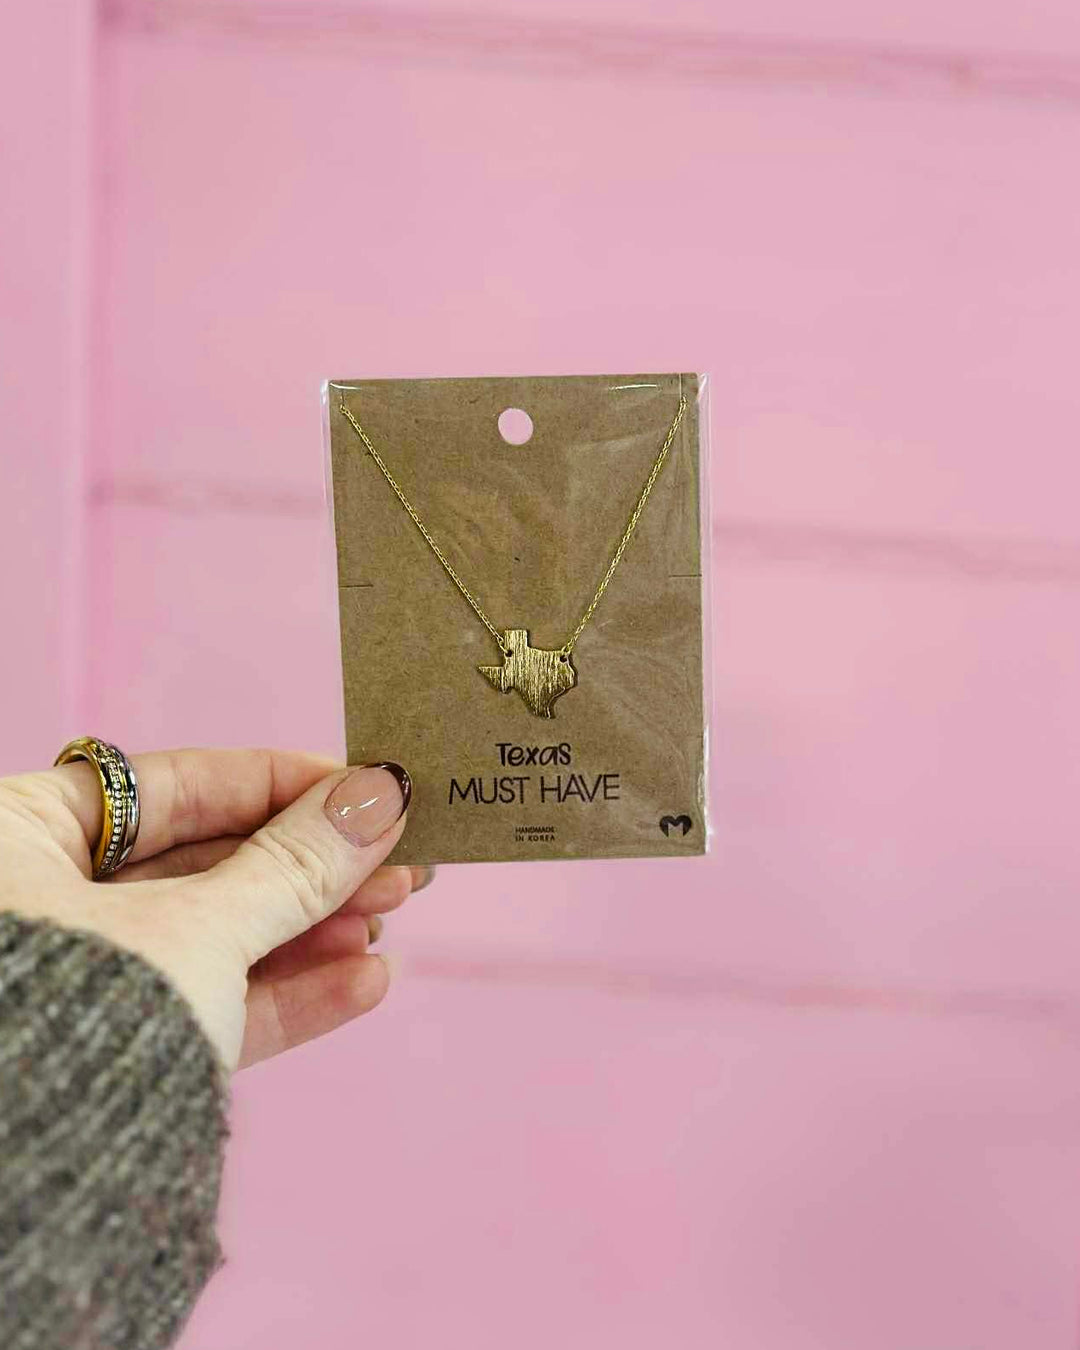 Texas
MUST HAVE
HANDMADE
IN KOREA
M